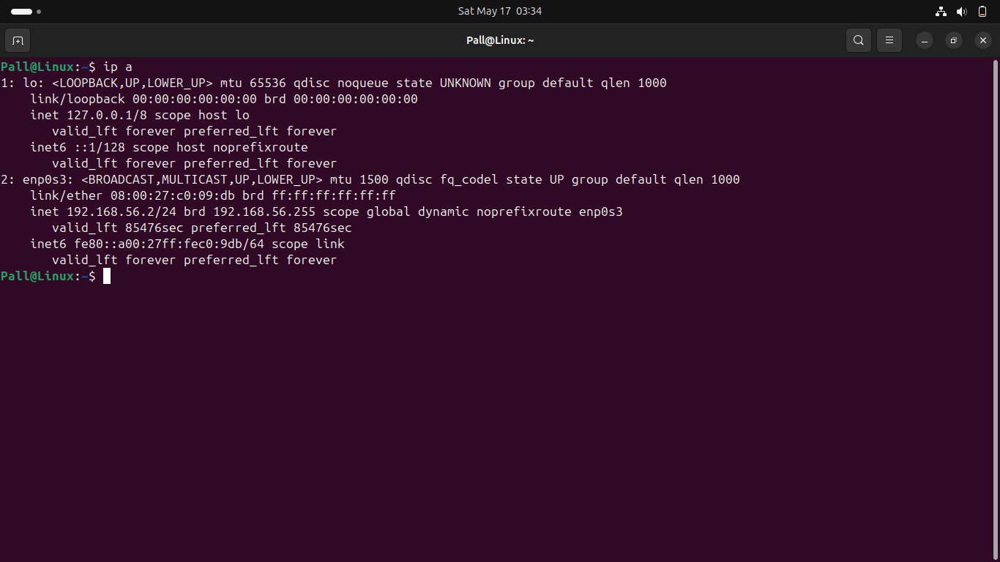 Sat May 17  03:34
Pall@Linux: ~
Pall@Linux:~$ ip a
1: lo: <LOOPBACK,UP,LOWER_UP> mtu 65536 qdisc noqueue state UNKNOWN group default qlen 1000
    link/loopback 00:00:00:00:00:00 brd 00:00:00:00:00:00
    inet 127.0.0.1/8 scope host lo
       valid_lft forever preferred_lft forever
    inet6 ::1/128 scope host noprefixroute
       valid_lft forever preferred_lft forever
2: enp0s3: <BROADCAST,MULTICAST,UP,LOWER_UP> mtu 1500 qdisc fq_codel state UP group default qlen 1000
    link/ether 08:00:27:c0:09:db brd ff:ff:ff:ff:ff:ff
    inet 192.168.56.2/24 brd 192.168.56.255 scope global dynamic noprefixroute enp0s3
       valid_lft 85476sec preferred_lft 85476sec
    inet6 fe80::a00:27ff:fec0:9db/64 scope link
       valid_lft forever preferred_lft forever
Pall@Linux:~$